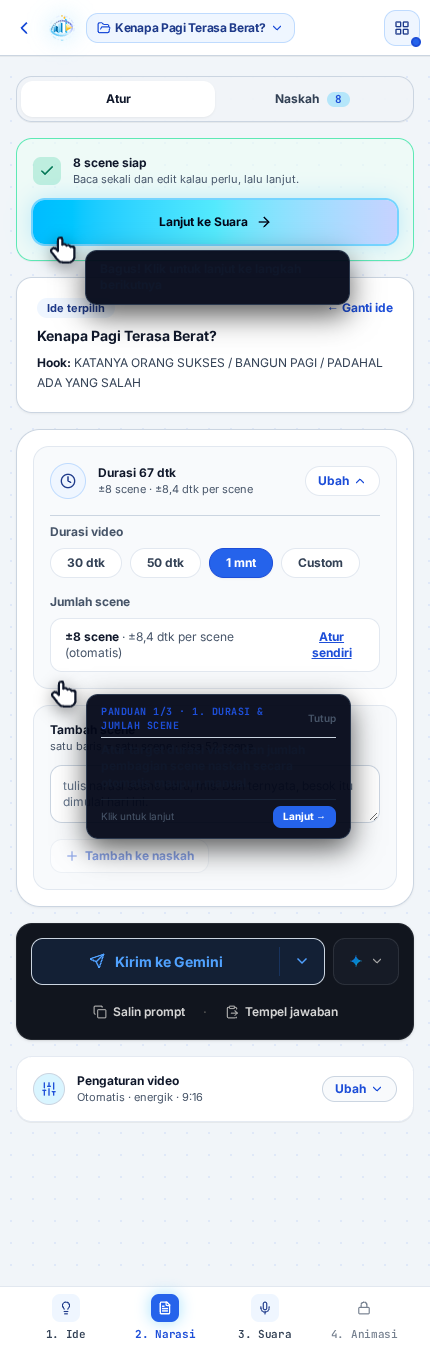 Kenapa Pagi Terasa Berat?
Atur
Naskah 8
8 scene siap
Baca sekali dan edit kalau perlu, lalu lanjut.
Lanjut ke Suara →
Ide terpilih
← Ganti ide
Kenapa Pagi Terasa Berat?
Hook: KATANYA ORANG SUKSES / BANGUN PAGI / PADAHAL
ADA YANG SALAH
Durasi 67 dtk
±8 scene · ±8,4 dtk per scene
Ubah
Durasi video
30 dtk
50 dtk
1 mnt
Custom
Jumlah scene
±8 scene · ±8,4 dtk per scene
(otomatis)
Atur
sendiri
PANDUAN 1/3 · 1. DURASI &
JUMLAH SCENE
Tutup
satu
Klik untuk lanjut
Lanjut →
+ Tambah ke naskah
Kirim ke Gemini
Salin prompt · Tempel jawaban
Pengaturan video
Otomatis · energik · 9:16
Ubah
1. Ide
2. Narasi
3. Suara
4. Animasi